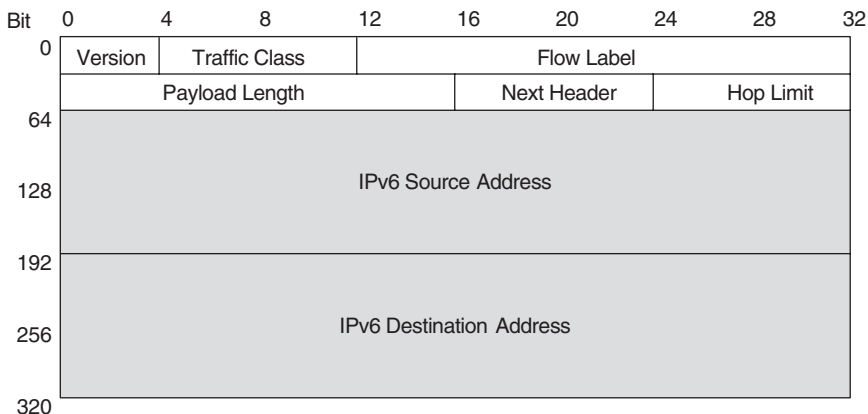 Bit 0 4 8 12 16 20 24 28 32
0 Version Traffic Class Flow Label
Payload Length Next Header Hop Limit
64
IPv6 Source Address
128
192
IPv6 Destination Address
256
320